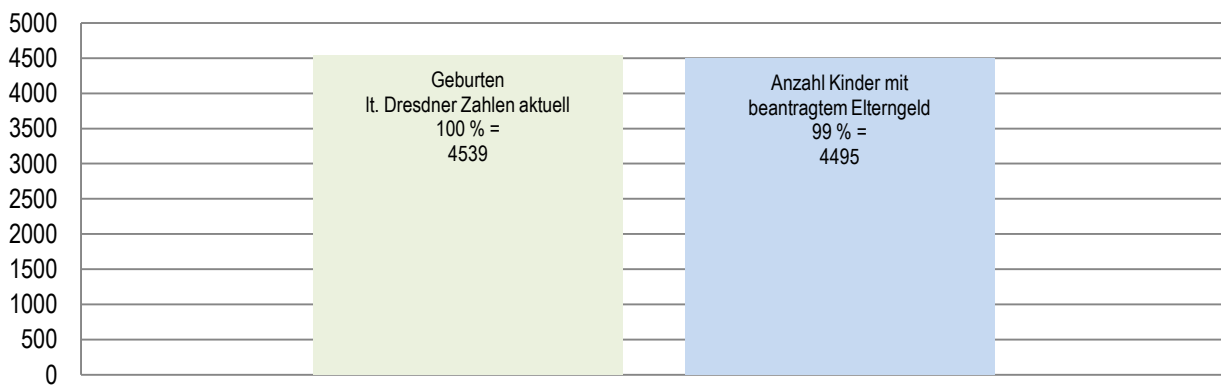 5000
4500
4000
3500
3000
2500
2000
1500
1000
500
0
Geburten
lt. Dresdner Zahlen aktuell
100 % =
4539
Anzahl Kinder mit
beantragtem Elterngeld
99 % =
4495